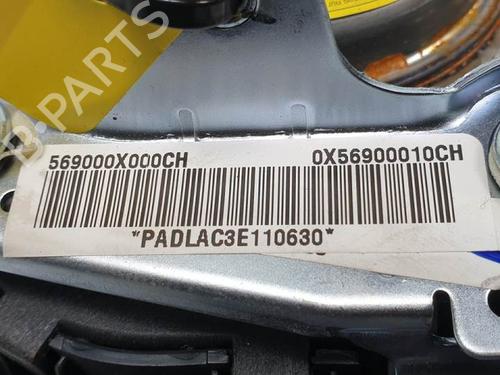 B-PARTS
569000X000CH 0X56900010CH
*PADLAC3E110630*